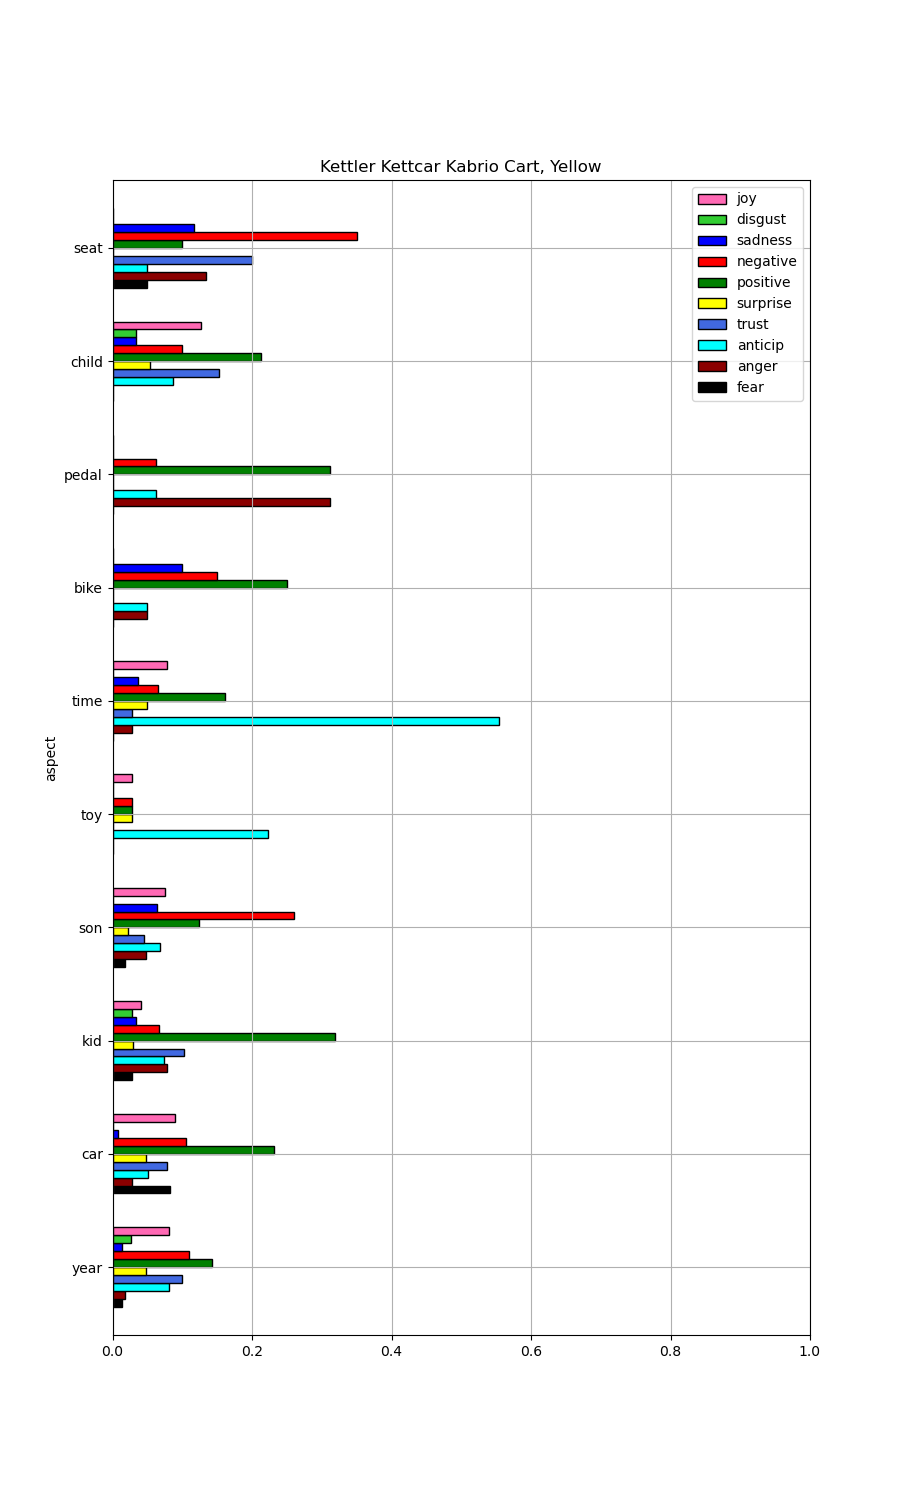 Kettler Kettcar Kabrio Cart, Yellow
joy
disgust
sadness
negative
positive
surprise
trust
anticip
anger
fear
seat
child
pedal
bike
time
toy
son
kid
car
year
aspect
0.0 0.2 0.4 0.6 0.8 1.0